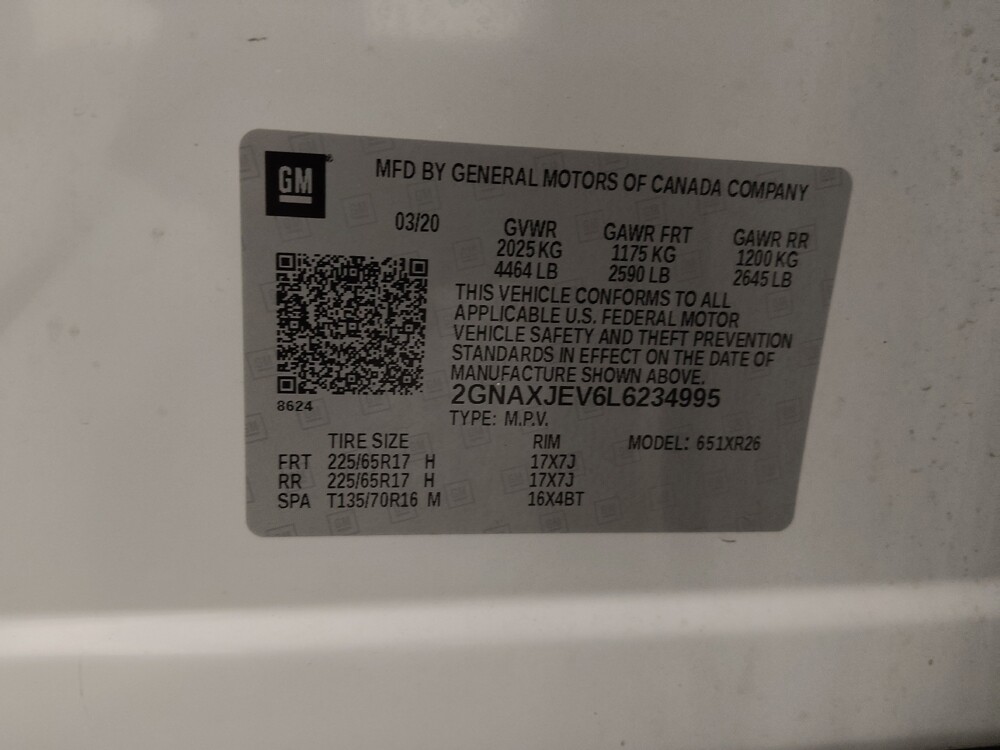 GM
MFD BY GENERAL MOTORS OF CANADA COMPANY
03/20 GVWR GAWR FRT GAWR RR
2025 KG 1175 KG 1200 KG
4464 LB 2590 LB 2645 LB
THIS VEHICLE CONFORMS TO ALL
APPLICABLE U.S. FEDERAL MOTOR
VEHICLE SAFETY AND THEFT PREVENTION
STANDARDS IN EFFECT ON THE DATE OF
MANUFACTURE SHOWN ABOVE.
8624
2GNAXJEV6L6234995
TYPE: M.P.V.
TIRE SIZE RIM MODEL: 651XR26
FRT 225/65R17 H 17X7J
RR 225/65R17 H 17X7J
SPA T135/70R16 M 16X4BT